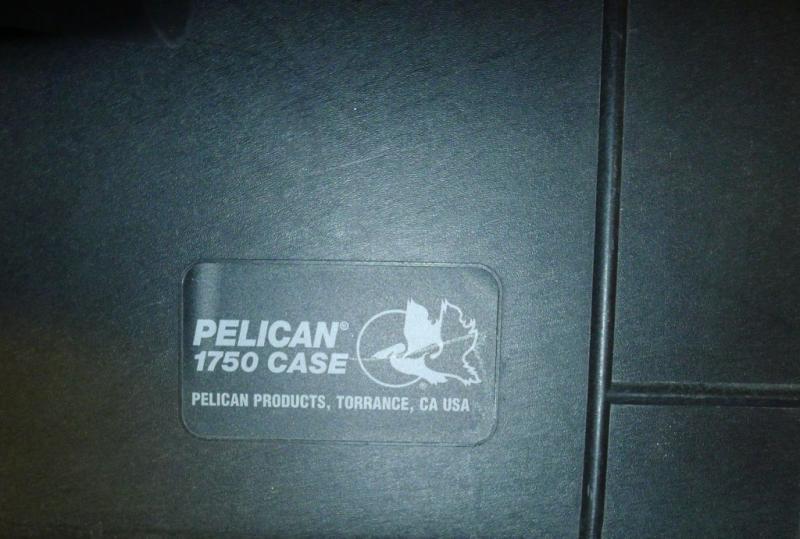 PELICAN®
1750 CASE
®
PELICAN PRODUCTS, TORRANCE, CA USA